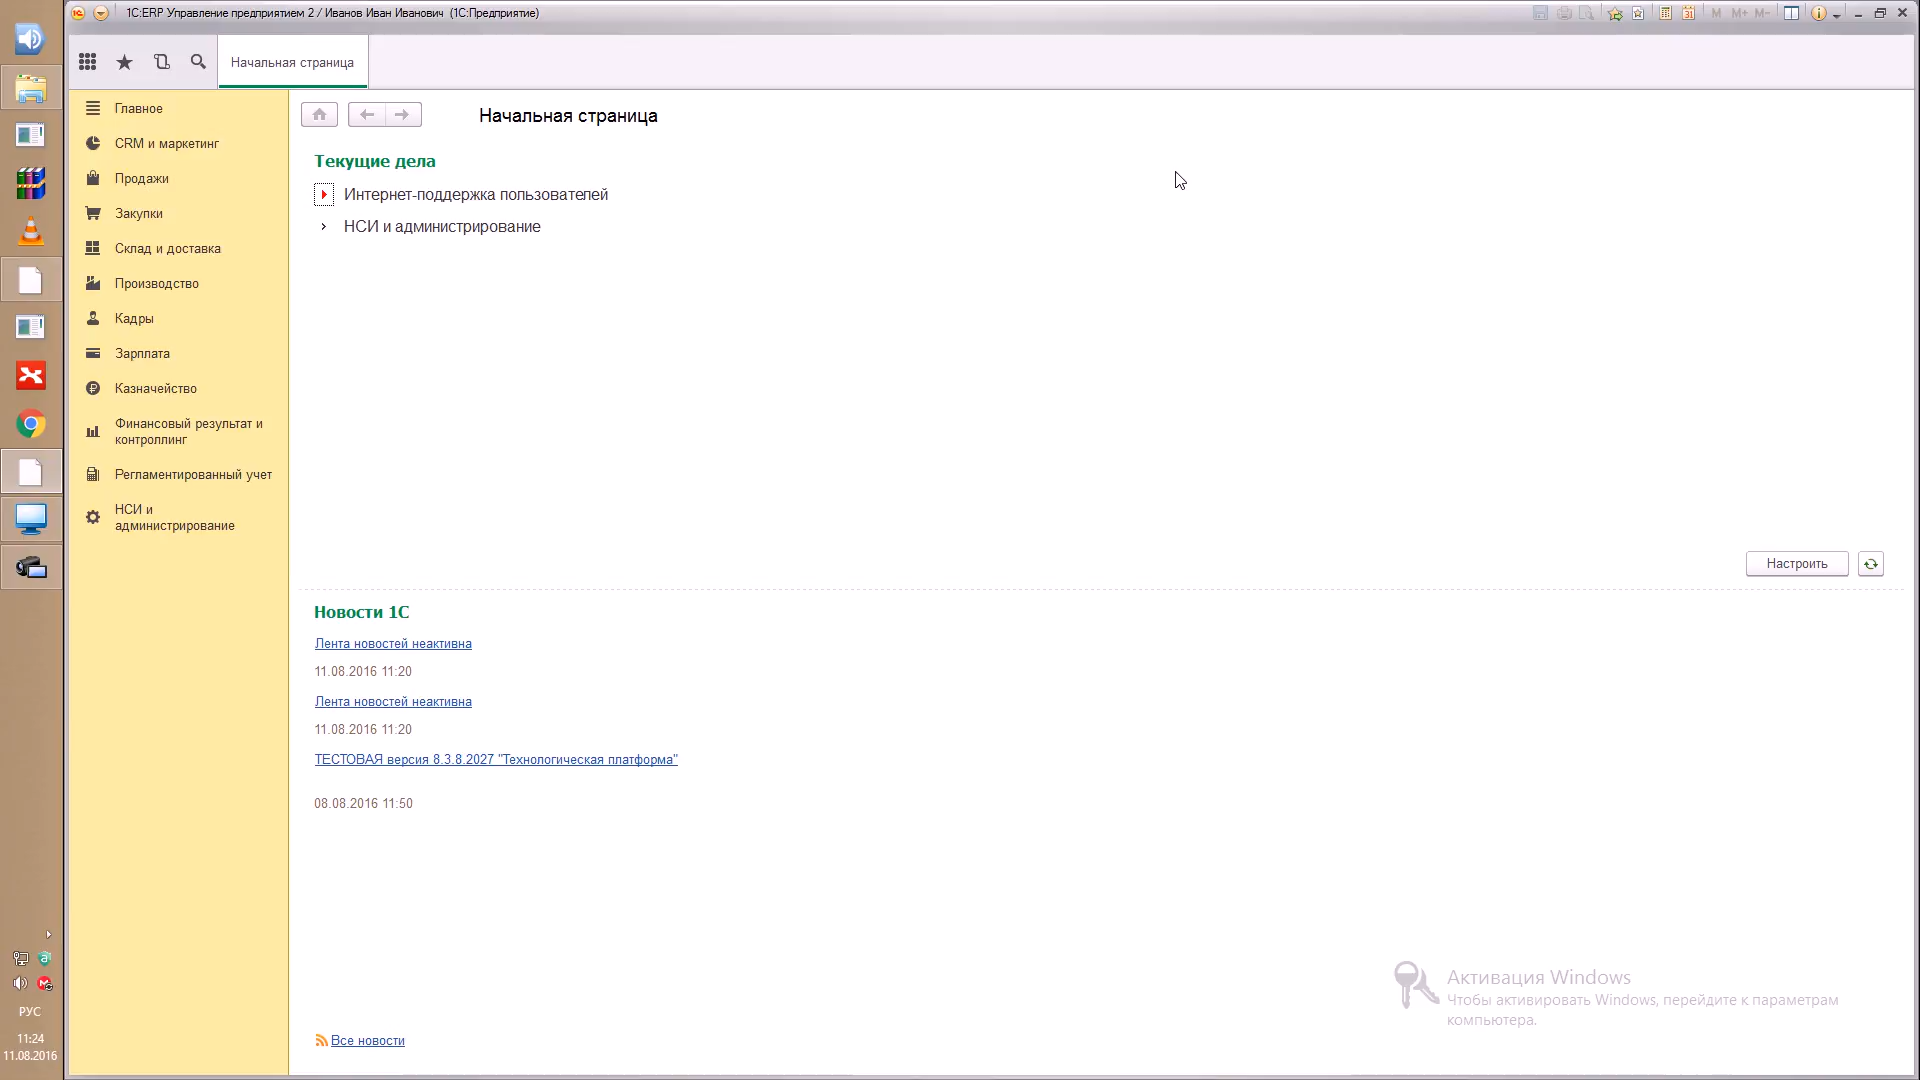 1С:ERP Управление предприятием 2 / Иванов Иван Иванович (1С:Предприятие)
M M+ M−
Начальная страница
Главное
CRM и маркетинг
Продажи
Закупки
Склад и доставка
Производство
Кадры
Зарплата
Казначейство
Финансовый результат и
контроллинг
Регламентированный учет
НСИ и
администрирование
Начальная страница
Текущие дела
Интернет-поддержка пользователей
НСИ и администрирование
Настроить
Новости 1С
Лента новостей неактивна
11.08.2016 11:20
Лента новостей неактивна
11.08.2016 11:20
ТЕСТОВАЯ версия 8.3.8.2027 "Технологическая платформа"
08.08.2016 11:50
Все новости
Активация Windows
Чтобы активировать Windows, перейдите к параметрам
компьютера.
РУС
11:24
11.08.2016